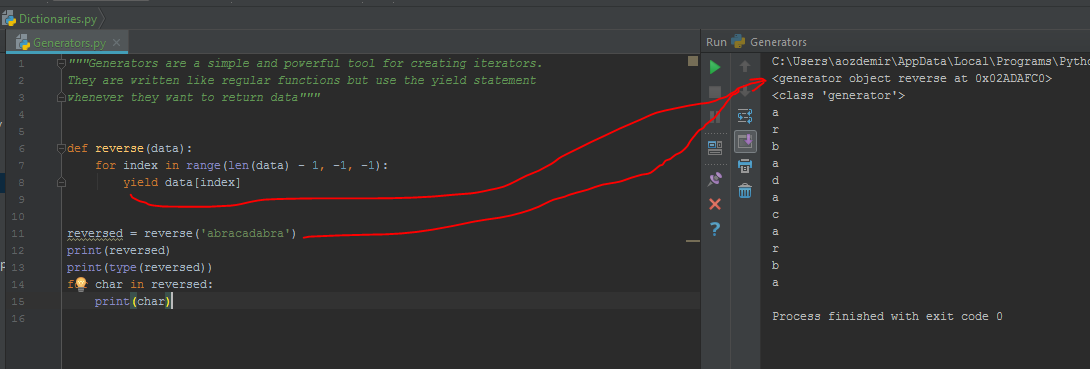 Dictionaries.py
Generators.py
1 """Generators are a simple and powerful tool for creating iterators.
2 They are written like regular functions but use the yield statement
3 whenever they want to return data"""
4
5
6 def reverse(data):
7 for index in range(len(data) - 1, -1, -1):
8 yield data[index]
9
10
11 reversed = reverse('abracadabra')
12 print(reversed)
13 print(type(reversed))
14 for char in reversed:
15 print(char)
16
Run Generators
C:\Users\aozdemir\AppData\Local\Programs\Pytho
<generator object reverse at 0x02ADAFC0>
<class 'generator'>
a
r
b
a
d
a
c
a
r
b
a
Process finished with exit code 0